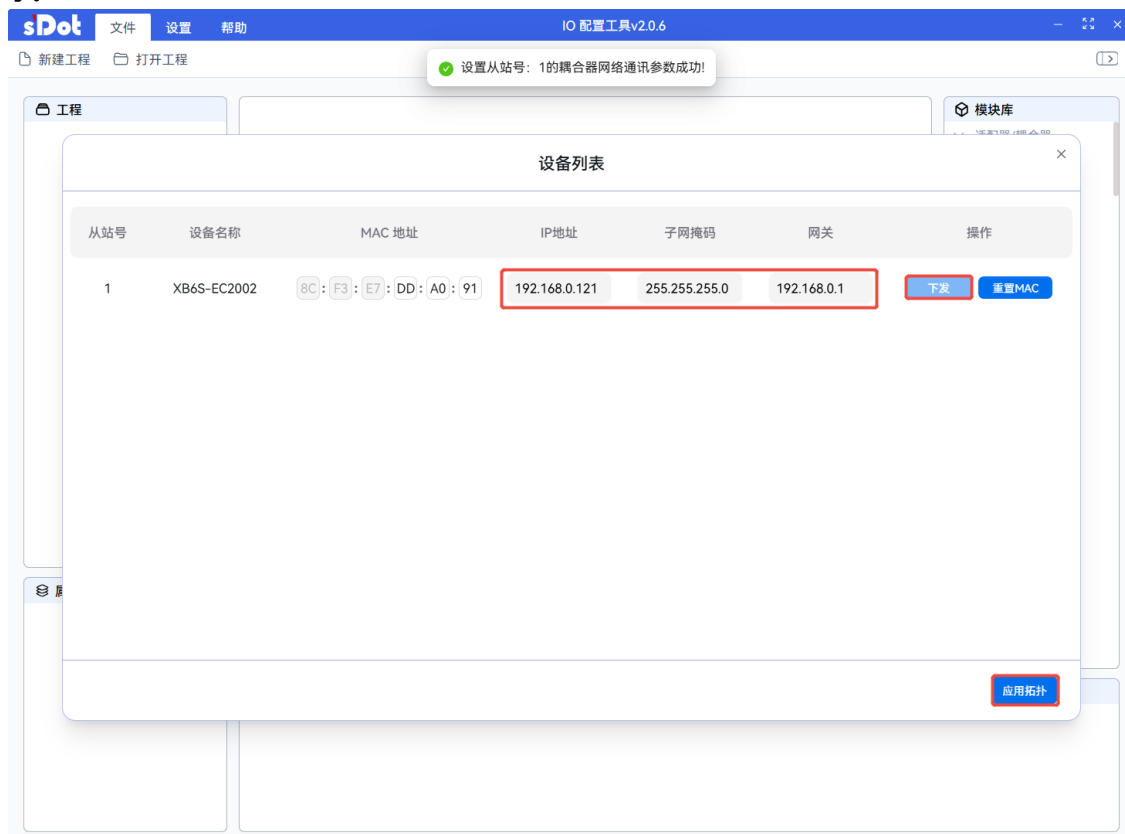 sDot 文件 设置 帮助 IO 配置工具v2.0.6
新建工程 打开工程
设置从站号：1的耦合器网络通讯参数成功!
工程
模块库
设备列表
从站号 设备名称 MAC 地址 IP地址 子网掩码 网关 操作
1 XB6S-EC2002 8C : F3 : E7 : DD : A0 : 91 192.168.0.121 255.255.255.0 192.168.0.1 下发 重置MAC
应用拓扑